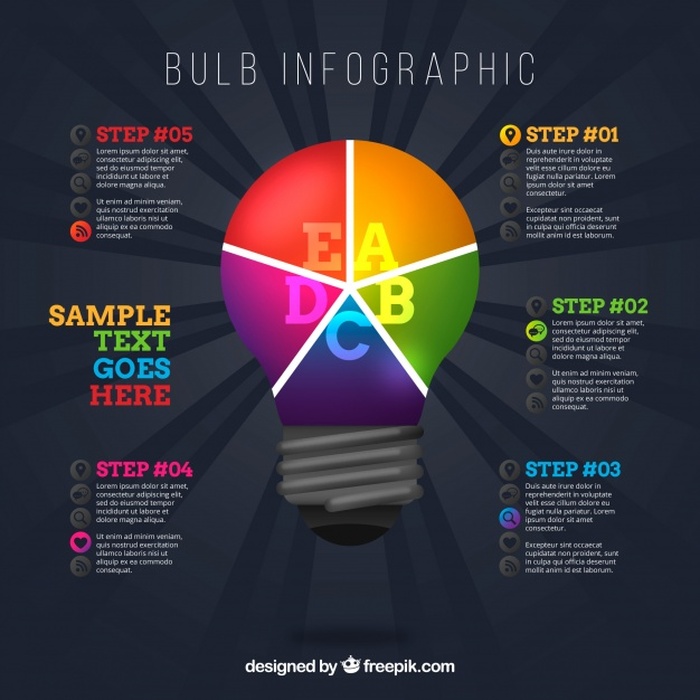 BULB INFOGRAPHIC
STEP #05
Lorem ipsum dolor sit amet,
consectetur adipiscing elit,
sed do eiusmod tempor
incididunt ut labore et
dolore magna aliqua.
Ut enim ad minim veniam,
quis nostrud exercitation
ullamco laboris nisi ut
aliquip ex ea commodo
consequat.
STEP #01
Duis aute irure dolor in
reprehenderit in voluptate
velit esse cillum dolore eu
fugiat nulla pariatur. Lorem
consectetur.
Excepteur sint occaecat
cupidatat non proident, sunt
in culpa qui officia deserunt
mollit anim id est laborum.
E A
D B
C
SAMPLE
TEXT
GOES
HERE
STEP #02
Lorem ipsum dolor sit amet,
consectetur adipiscing elit,
sed do eiusmod tempor
incididunt ut labore et
dolore magna aliqua.
Ut enim ad minim veniam,
quis nostrud exercitation
ullamco laboris nisi ut
aliquip ex ea commodo
consequat.
STEP #04
Lorem ipsum dolor sit amet,
consectetur adipiscing elit,
sed do eiusmod tempor
incididunt ut labore et
dolore magna aliqua.
Ut enim ad minim veniam,
quis nostrud exercitation
ullamco laboris nisi ut
aliquip ex ea commodo
consequat.
STEP #03
Duis aute irure dolor in
reprehenderit in voluptate
velit esse cillum dolore eu
fugiat nulla pariatur. Lorem
consectetur.
Excepteur sint occaecat
cupidatat non proident, sunt
in culpa qui officia deserunt
mollit anim id est laborum.
designed by freepik.com